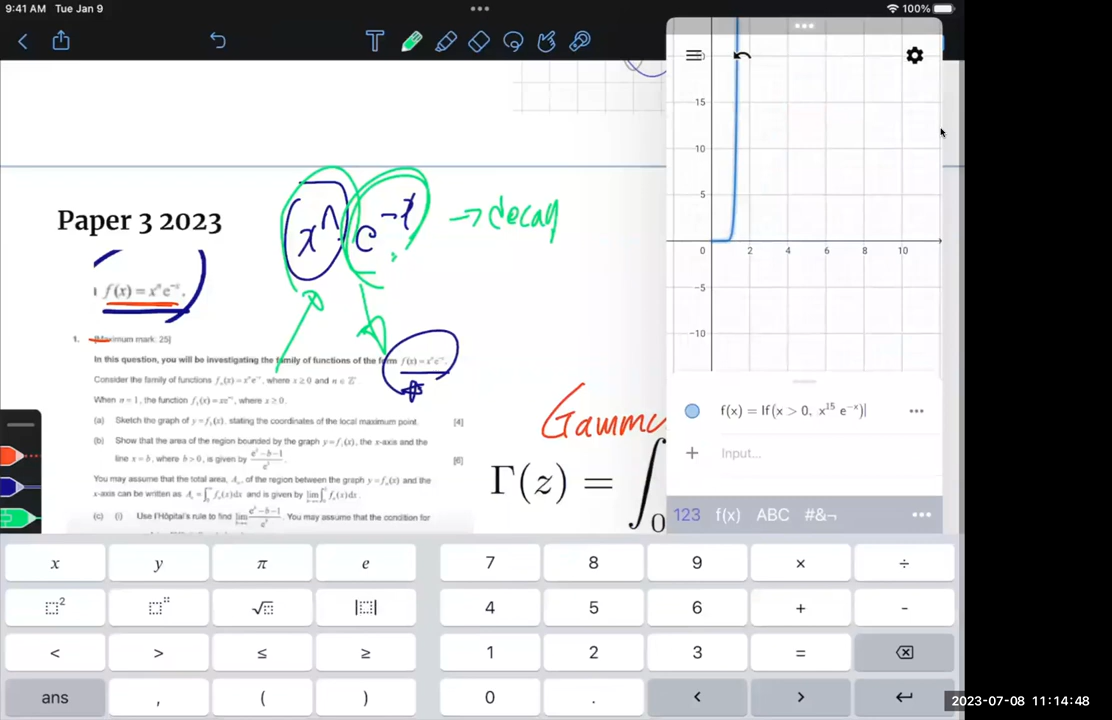 9:41 AM Tue Jan 9
100%
Paper 3 2023
xⁿ e⁻ˣ → decay
f(x) = xⁿe⁻ˣ.
1. [Maximum mark: 25]
In this question, you will be investigating the family of functions of the form f(x) = xⁿe⁻ˣ.
Consider the family of functions fₙ(x) = xⁿe⁻ˣ, where x ≥ 0 and n ∈ ℤ⁺
When n = 1, the function f₁(x) = xe⁻ˣ, where x ≥ 0.
(a) Sketch the graph of y = f₁(x), stating the coordinates of the local maximum point. [4]
(b) Show that the area of the region bounded by the graph y = f₁(x), the x-axis and the
line x = b, where b > 0, is given by (eᵇ − b − 1)/eᵇ. [6]
You may assume that the total area, Aₙ, of the region between the graph y = fₙ(x) and the
x-axis can be written as Aₙ = ∫₀^∞ fₙ(x)dx and is given by lim b→∞ ∫₀ᵇ fₙ(x)dx.
(c) (i) Use l'Hôpital's rule to find lim b→∞ (eᵇ − b − 1)/eᵇ. You may assume that the condition for
Gamm
Γ(z) = ∫₀
15
10
5
0 2 4 6 8 10
−5
−10
f(x) = If(x > 0, x¹⁵ e⁻ˣ)
Input...
123 f(x) ABC #&¬
x y π e 7 8 9 × ÷
4 5 6 + -
< > ≤ ≥ 1 2 3 =
ans , ( ) 0 . < >
2023-07-08 11:14:48